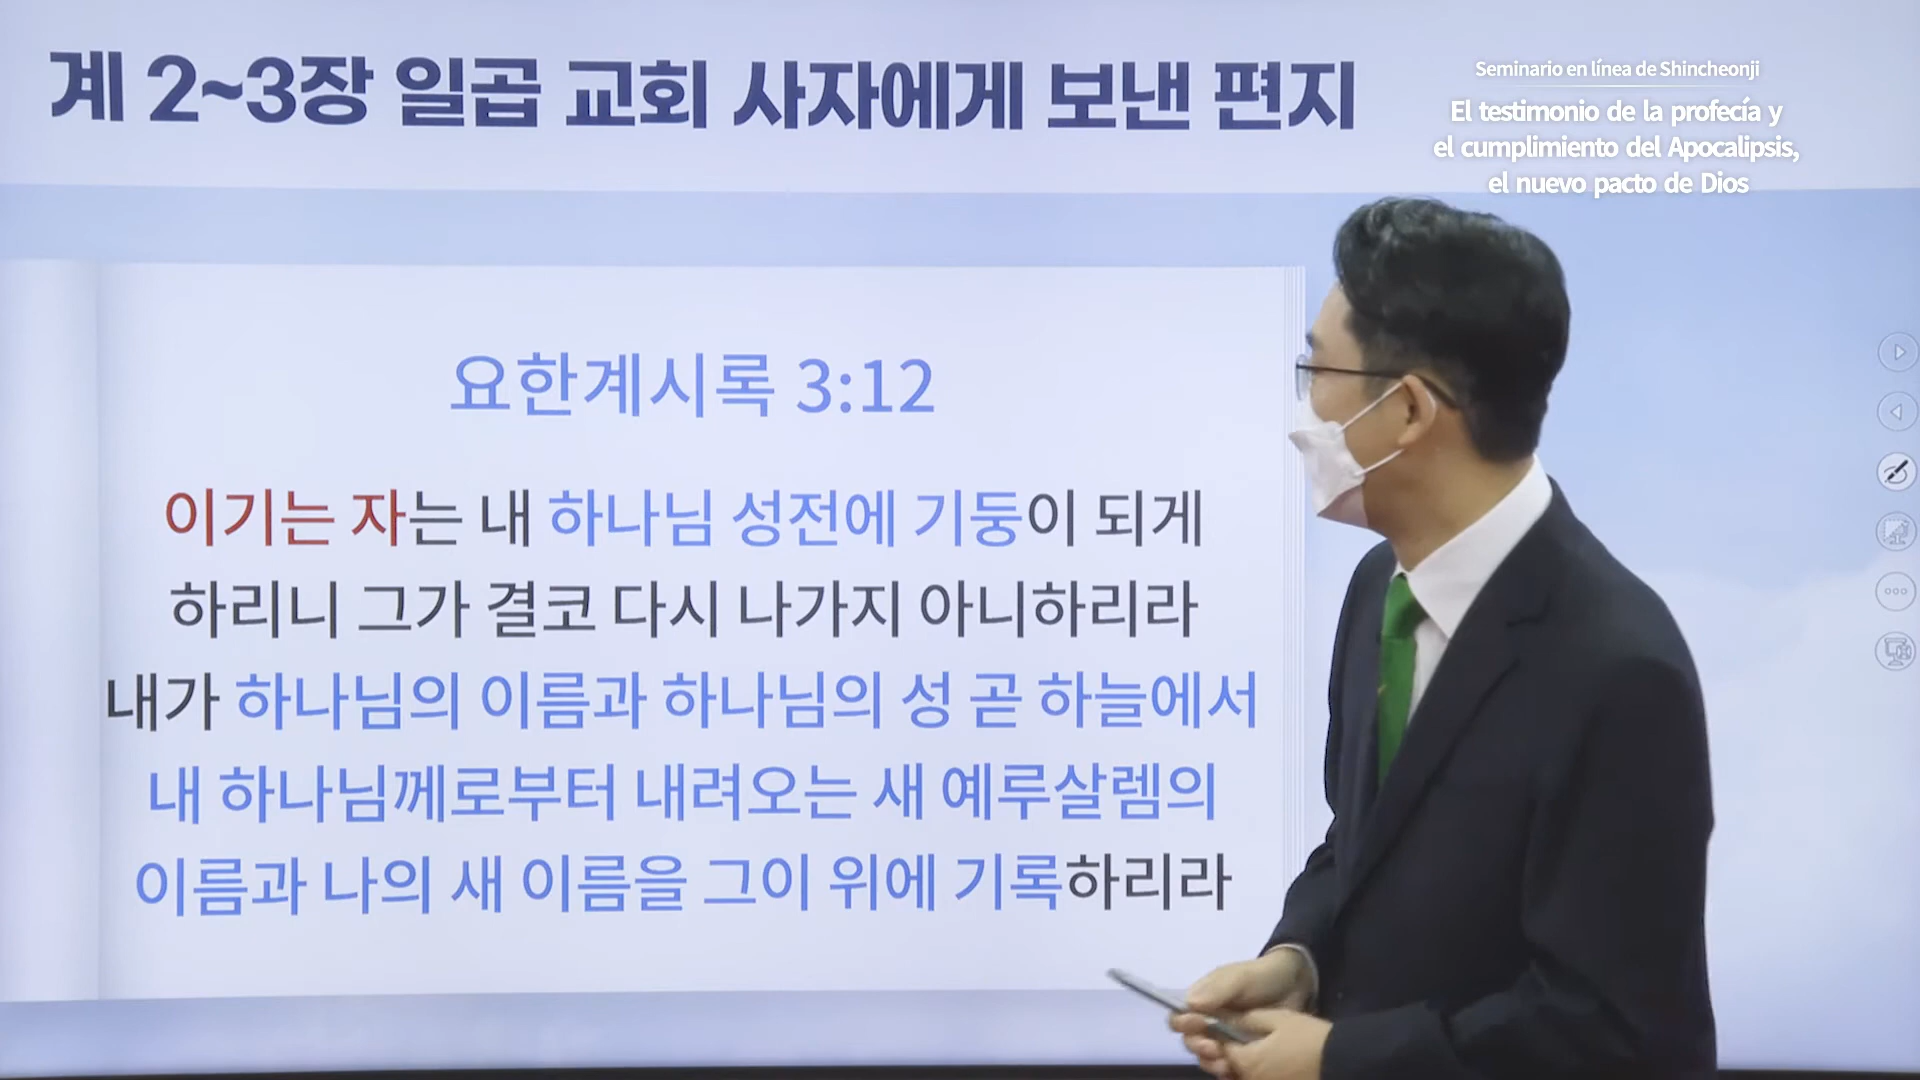 계 2~3장 일곱 교회 사자에게 보낸 편지
Seminario en línea de Shincheonji
El testimonio de la profecía y
el cumplimiento del Apocalipsis,
el nuevo pacto de Dios
요한계시록 3:12
이기는 자는 내 하나님 성전에 기둥이 되게
하리니 그가 결코 다시 나가지 아니하리라
내가 하나님의 이름과 하나님의 성 곧 하늘에서
내 하나님께로부터 내려오는 새 예루살렘의
이름과 나의 새 이름을 그이 위에 기록하리라